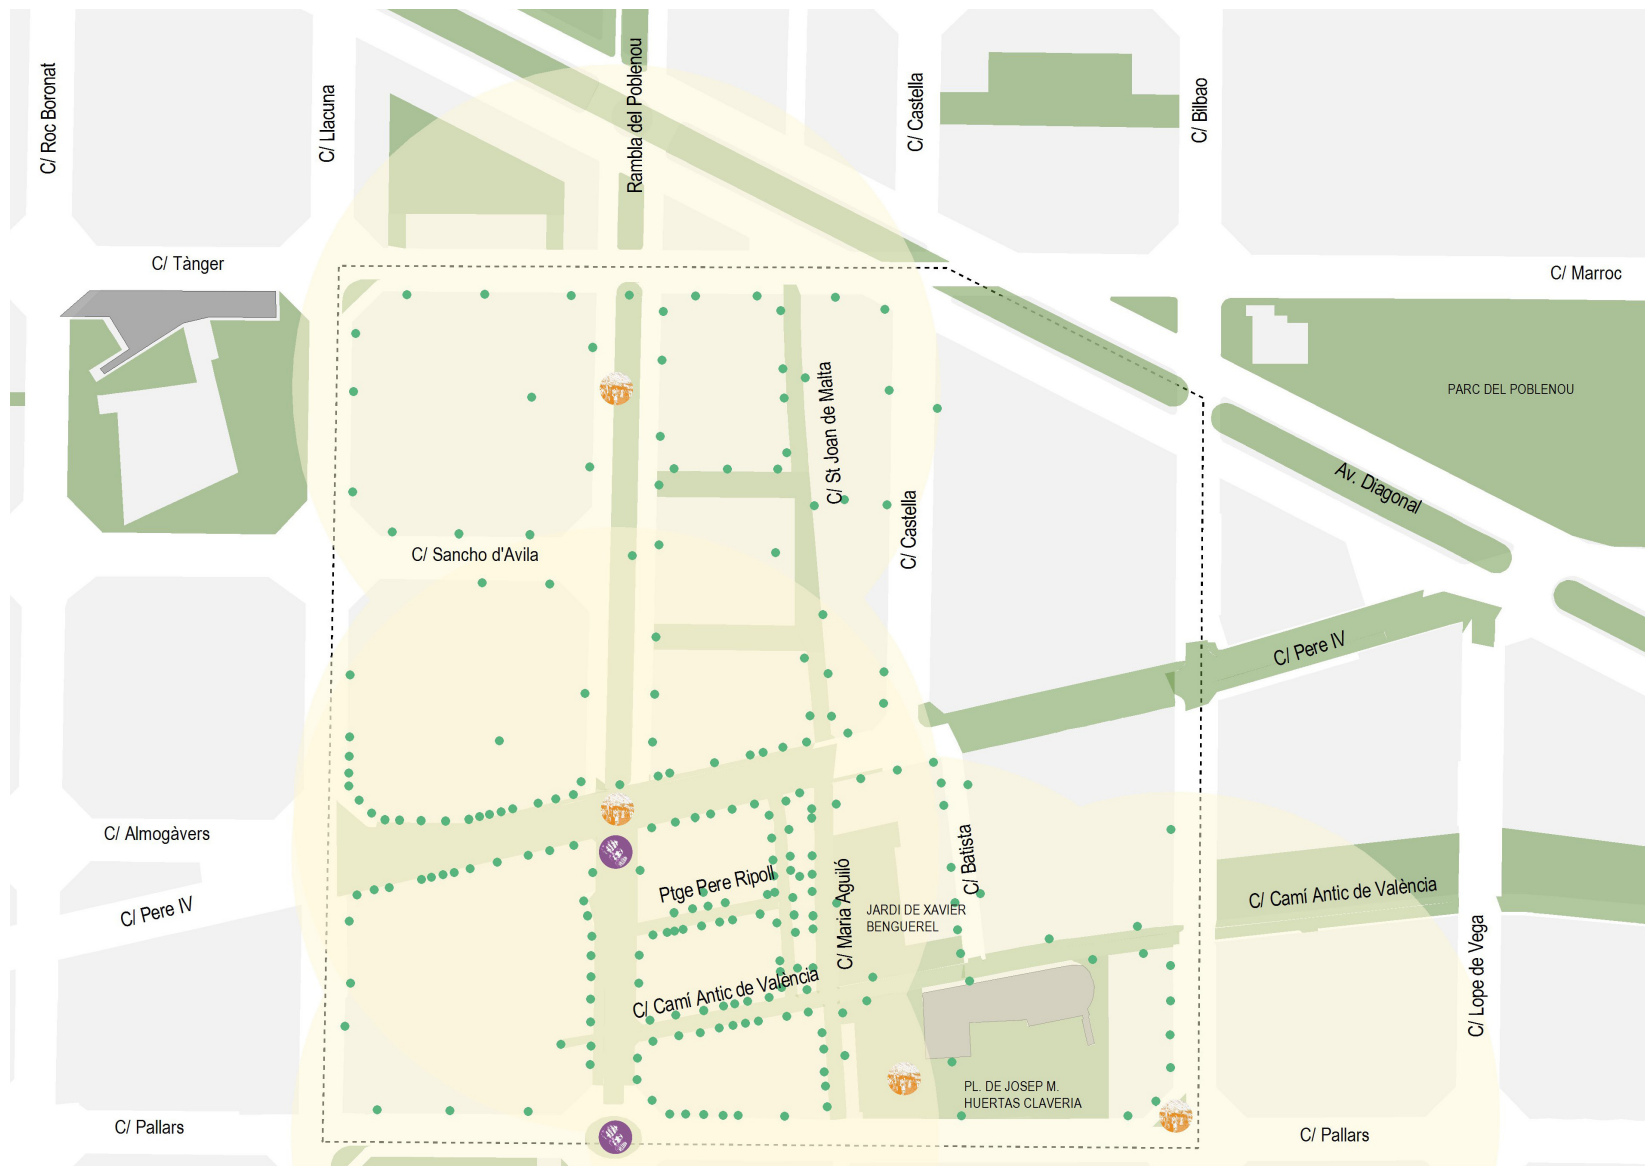 C/ Roc Boronat
C/ Llacuna
Rambla del Poblenou
C/ Castella
C/ Bilbao
C/ Tànger
C/ Marroc
PARC DEL POBLENOU
C/ St Joan de Malta
Av. Diagonal
C/ Castella
C/ Sancho d'Avila
C/ Pere IV
C/ Almogàvers
C/ Batista
Ptge Pere Ripoll
C/ Camí Antic de València
C/ Pere IV
C/ Maria Aguiló
JARDI DE XAVIER
BENGUEREL
C/ Lope de Vega
C/ Camí Antic de València
PL. DE JOSEP M.
HUERTAS CLAVERIA
C/ Pallars
C/ Pallars